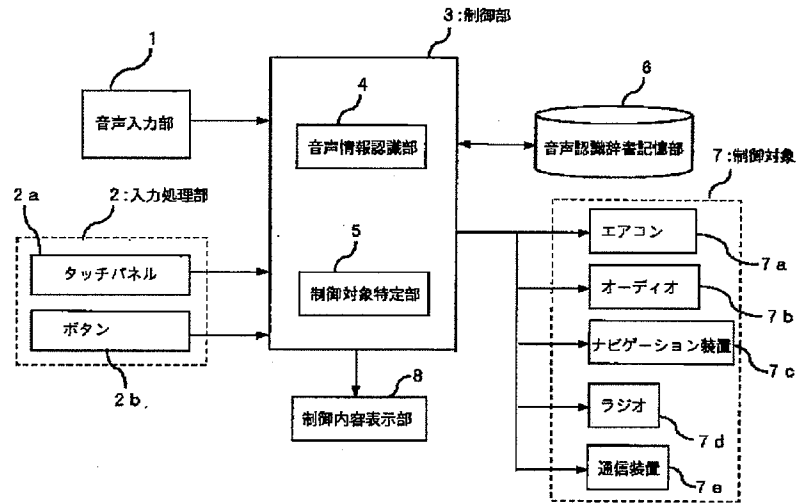 3:制御部
1
音声入力部
4
音声情報認識部
6
音声認識辞書記憶部
7:制御対象
2a
2:入力処理部
タッチパネル
ボタン
2b
5
制御対象特定部
エアコン
7a
オーディオ
7b
ナビゲーション装置
7c
ラジオ
7d
通信装置
7e
8
制御内容表示部